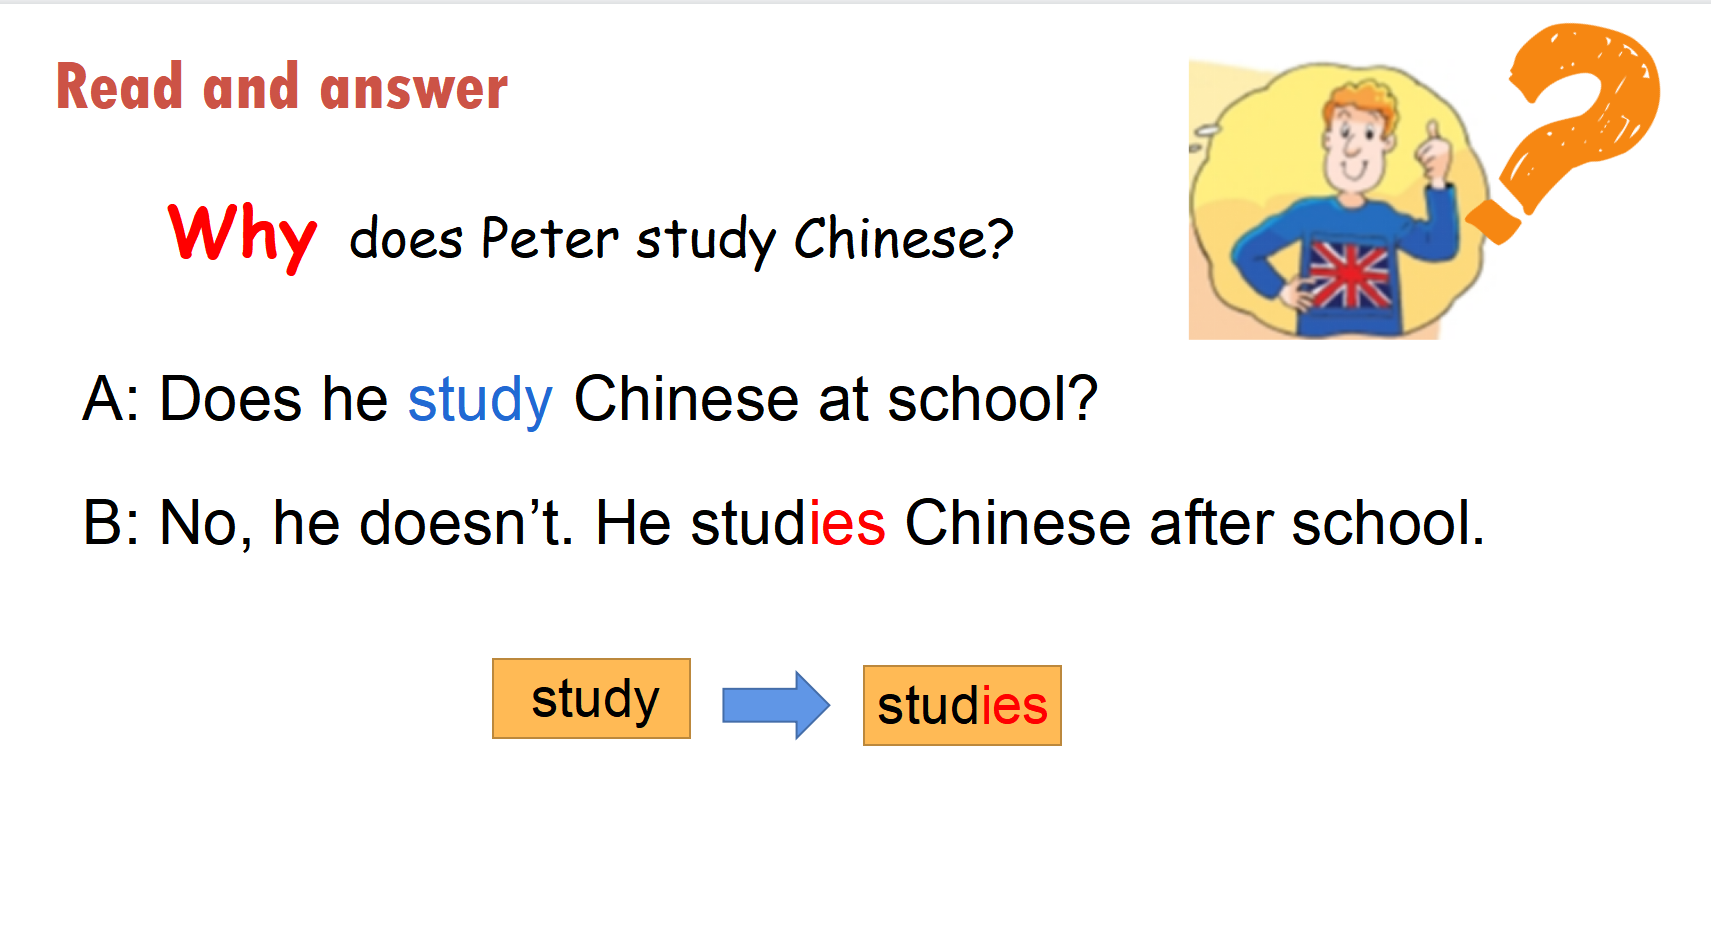 Read and answer
Why does Peter study Chinese?
A: Does he study Chinese at school?
B: No, he doesn’t. He studies Chinese after school.
study
studies